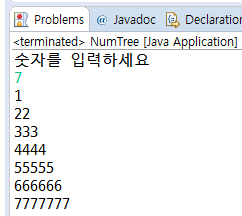 Problems @ Javadoc Declaration
<terminated> NumTree [Java Application]
숫자를 입력하세요
7
1
22
333
4444
55555
666666
7777777